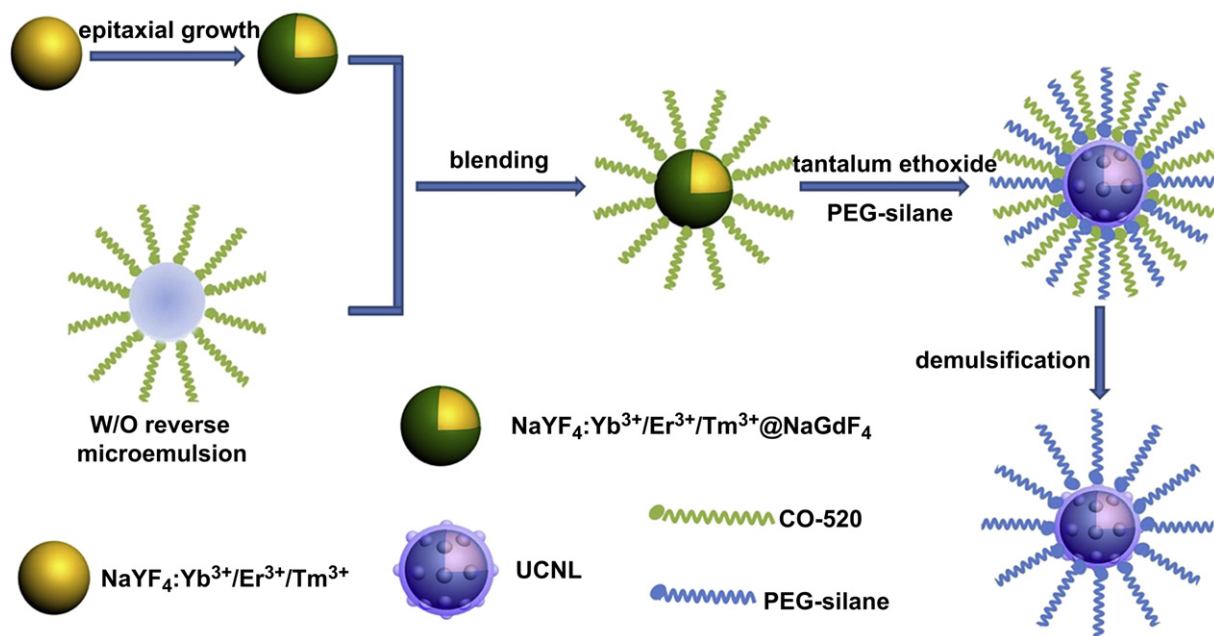 epitaxial growth
blending
tantalum ethoxide
PEG-silane
demulsification
W/O reverse
microemulsion
NaYF₄:Yb³⁺/Er³⁺/Tm³⁺@NaGdF₄
CO-520
NaYF₄:Yb³⁺/Er³⁺/Tm³⁺
UCNL
PEG-silane